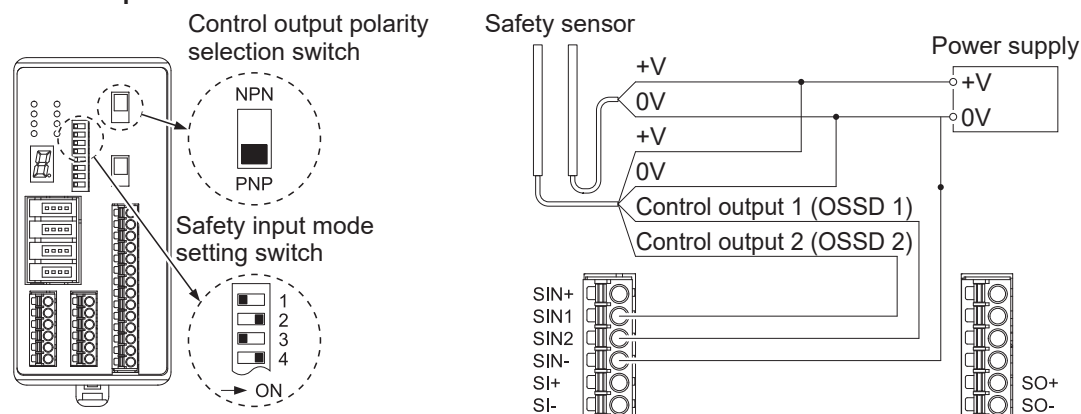 Control output polarity
selection switch
NPN
PNP
Safety input mode
setting switch
1
2
3
4
ON
Safety sensor
Power supply
+V
0V
+V
0V
+V
0V
Control output 1 (OSSD 1)
Control output 2 (OSSD 2)
SIN+
SIN1
SIN2
SIN-
SI+
SI-
SO+
SO-